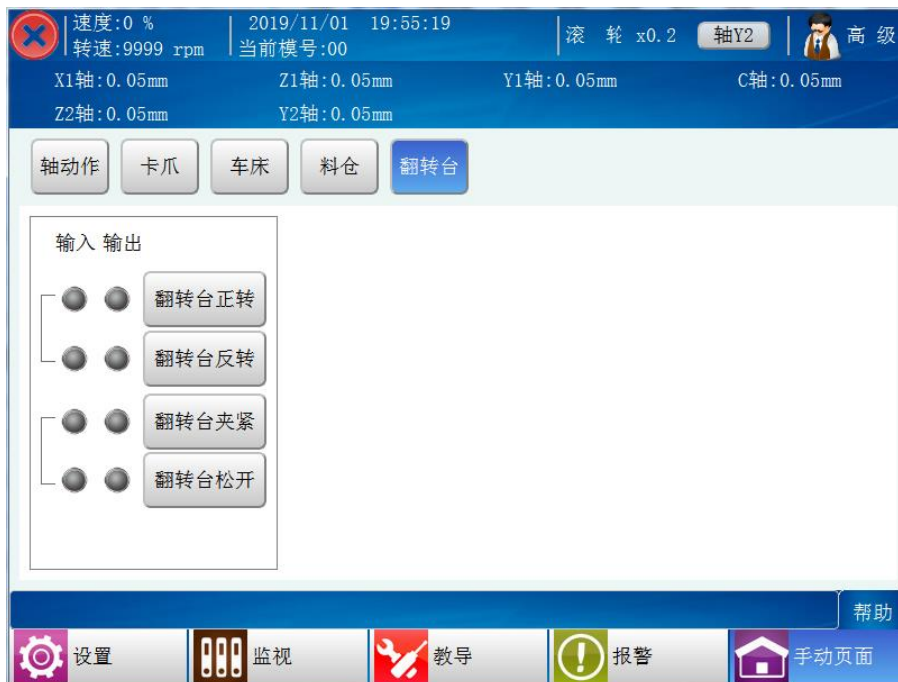 速度:0 % 2019/11/01 19:55:19 滚 轮 x0.2 轴Y2 高 级
转速:9999 rpm 当前模号:00
X1轴:0.05mm Z1轴:0.05mm Y1轴:0.05mm C轴:0.05mm
Z2轴:0.05mm Y2轴:0.05mm
轴动作 卡爪 车床 料仓 翻转台
输入 输出
翻转台正转
翻转台反转
翻转台夹紧
翻转台松开
帮助
设置 监视 教导 报警 手动页面